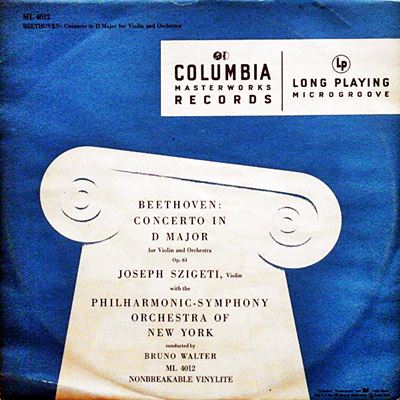 ML 4012
BEETHOVEN: Concerto in D Major for Violin and Orchestra
COLUMBIA
MASTERWORKS
RECORDS
LP
LONG PLAYING
MICROGROOVE
BEETHOVEN:
CONCERTO IN
D MAJOR
for Violin and Orchestra
Op. 61
JOSEPH SZIGETI, Violin
with the
PHILHARMONIC-SYMPHONY
ORCHESTRA OF
NEW YORK
conducted by
BRUNO WALTER
ML 4012
NONBREAKABLE VINYLITE